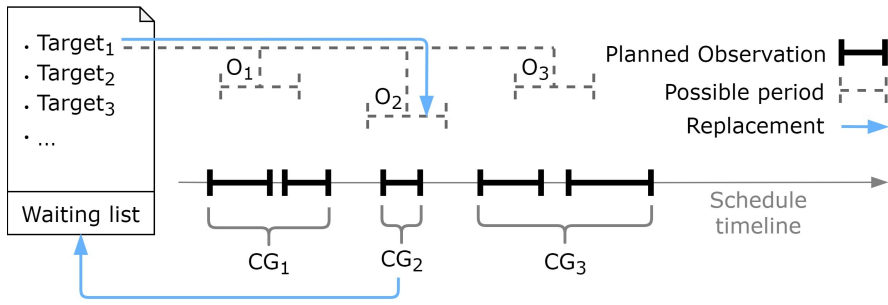 . Target1
. Target2
. Target3
. ...
Waiting list
O1
O2
O3
Planned Observation
Possible period
Replacement
Schedule
timeline
CG1
CG2
CG3